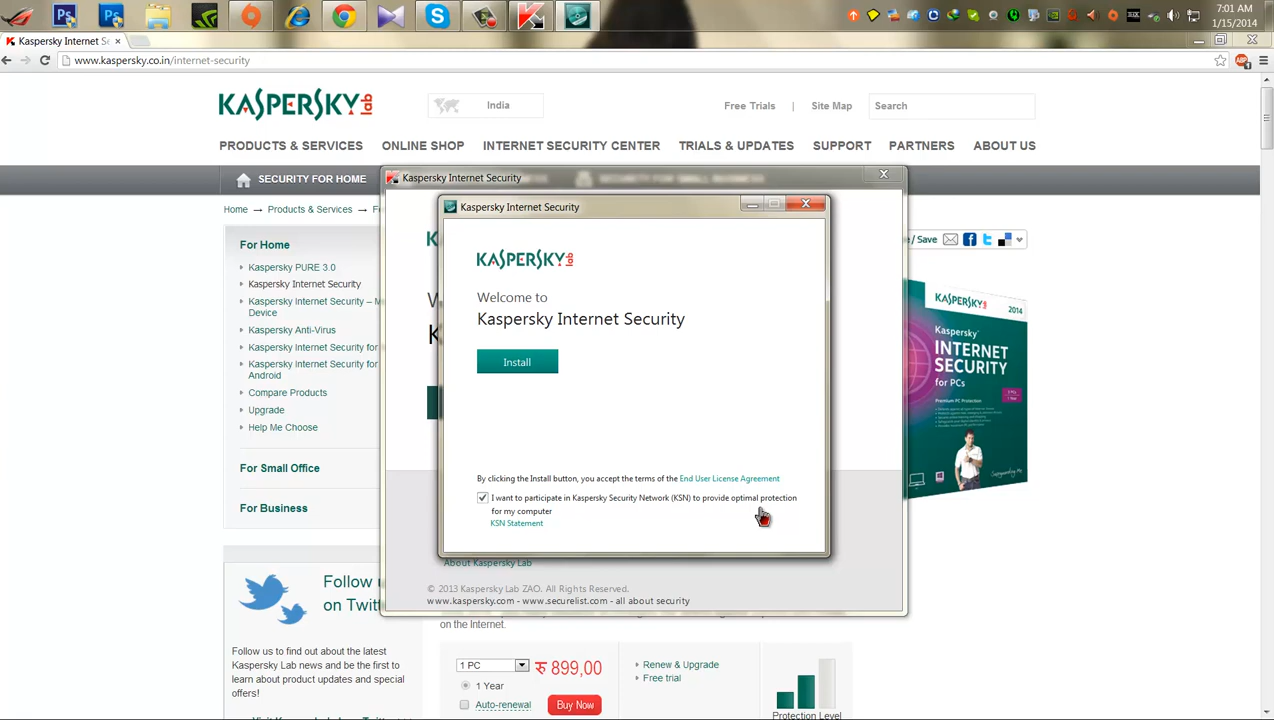 7:01 AM
1/15/2014
Kaspersky Internet Se
www.kaspersky.co.in/internet-security
KASPERSKY lab
India
Free Trials | Site Map
Search
PRODUCTS & SERVICES
ONLINE SHOP
INTERNET SECURITY CENTER
TRIALS & UPDATES
SUPPORT
PARTNERS
ABOUT US
SECURITY FOR HOME
Kaspersky Internet Security
Home → Products & Services → F
Kaspersky Internet Security
/ Save
For Home
Kaspersky PURE 3.0
Kaspersky Internet Security
Kaspersky Internet Security – M
Device
Kaspersky Anti-Virus
Kaspersky Internet Security for
Kaspersky Internet Security for
Android
Compare Products
Upgrade
Help Me Choose
For Small Office
For Business
KASPERSKY lab
Welcome to
Kaspersky Internet Security
Install
By clicking the Install button, you accept the terms of the End User License Agreement
I want to participate in Kaspersky Security Network (KSN) to provide optimal protection
for my computer
KSN Statement
KASPERSKY lab
2014
Kaspersky
INTERNET
SECURITY
for PCs
Premium PC Protection
About Kaspersky Lab
© 2013 Kaspersky Lab ZAO. All Rights Reserved.
www.kaspersky.com - www.securelist.com - all about security
on the Internet.
Follow u
on Twitt
Follow us to find out about the latest
Kaspersky Lab news and be the first to
learn about product updates and special
offers!
1 PC
रु 899,00
1 Year
Auto-renewal
Buy Now
Renew & Upgrade
Free trial
Protection Level